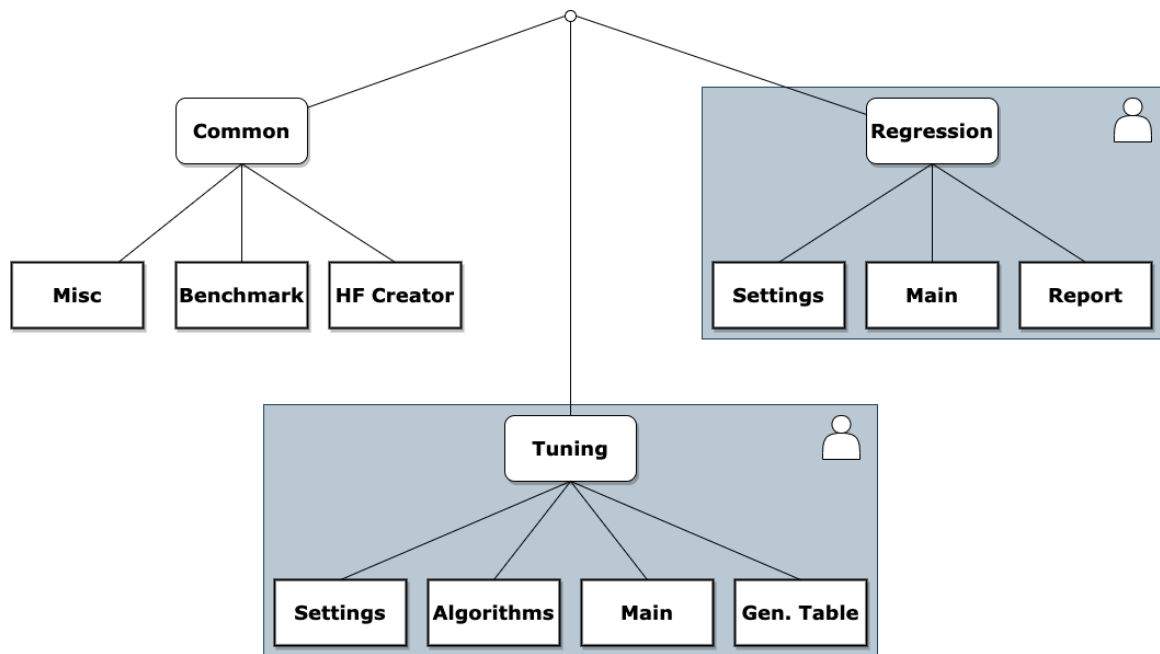 Common
Regression
Misc
Benchmark
HF Creator
Settings
Main
Report
Tuning
Settings
Algorithms
Main
Gen. Table